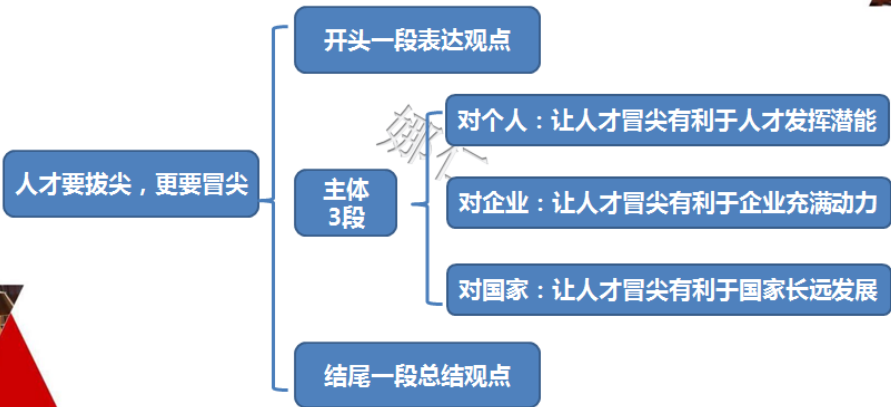 开头一段表达观点
对个人：让人才冒尖有利于人才发挥潜能
娜仁
人才要拔尖，更要冒尖
主体
3段
对企业：让人才冒尖有利于企业充满动力
对国家：让人才冒尖有利于国家长远发展
结尾一段总结观点